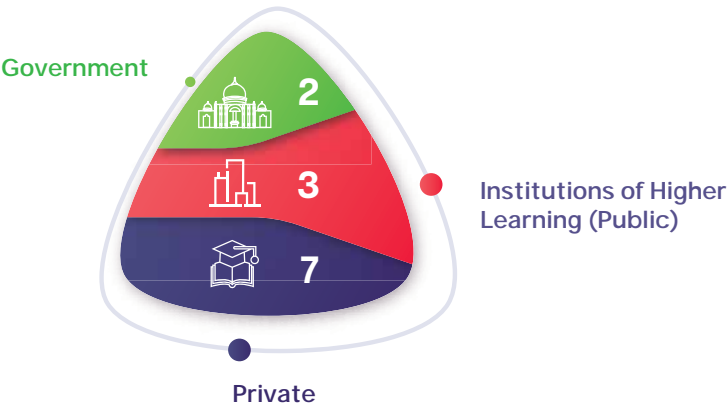 Government
2
3
Institutions of Higher
Learning (Public)
7
Private